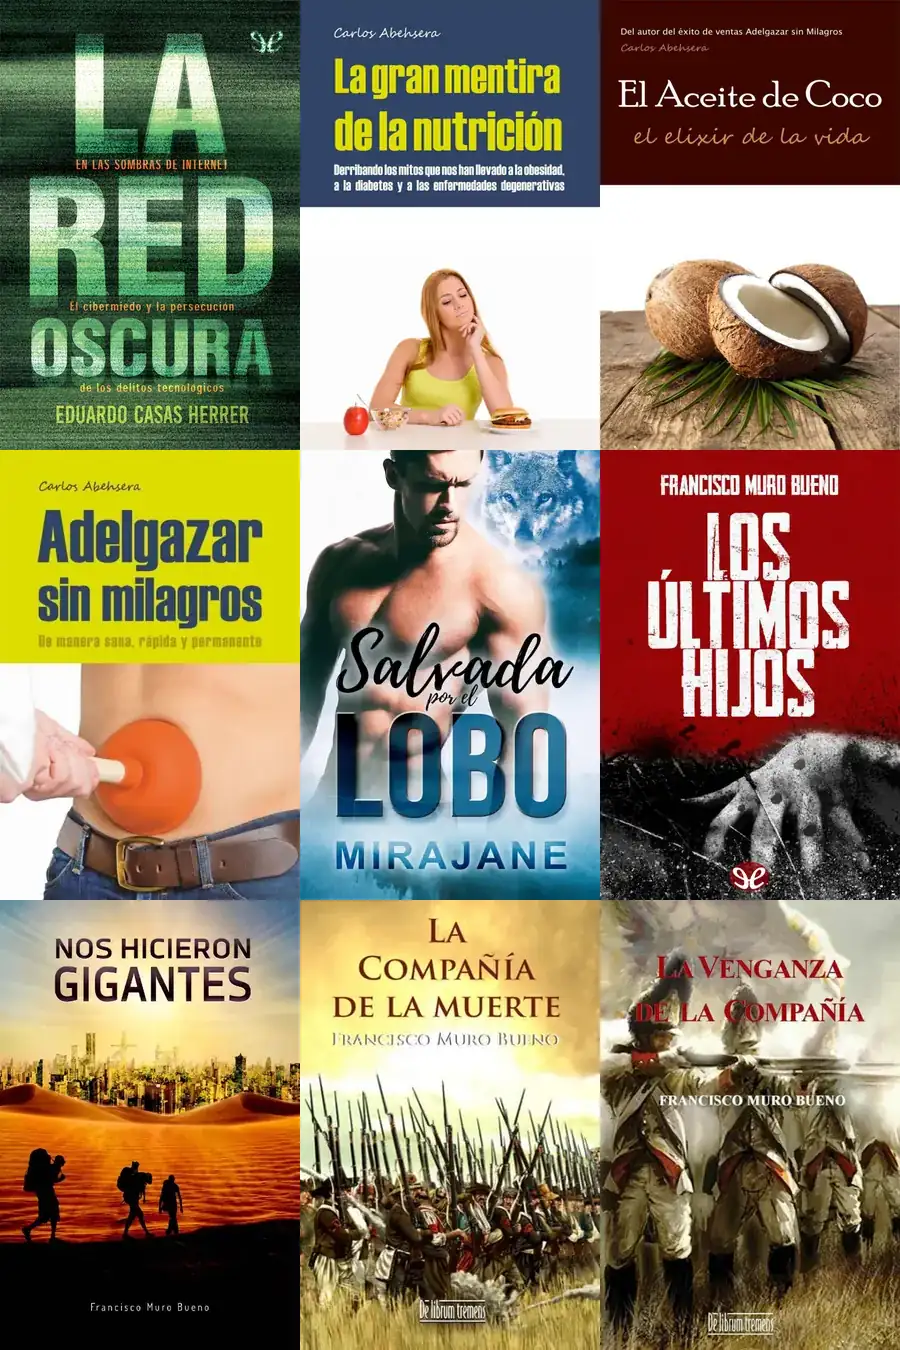 LA
EN LAS SOMBRAS DE INTERNET
RED
El cibermiedo y la persecución
OSCURA
de los delitos tecnológicos
EDUARDO CASAS HERRER
Carlos Abehsera
La gran mentira
de la nutrición
Derribando los mitos que nos han llevado a la obesidad,
a la diabetes y a las enfermedades degenerativas
Del autor del éxito de ventas Adelgazar sin Milagros
Carlos Abehsera
El Aceite de Coco
el elixir de la vida
Carlos Abehsera
Adelgazar
sin milagros
De manera sana, rápida y permanente
Salvada
por el
LOBO
MIRAJANE
FRANCISCO MURO BUENO
LOS
ÚLTIMOS
HIJOS
NOS HICIERON
GIGANTES
Francisco Muro Bueno
LA
COMPAÑÍA
DE LA MUERTE
FRANCISCO MURO BUENO
De librum tremens
LA VENGANZA
DE LA COMPAÑÍA
FRANCISCO MURO BUENO
De librum tremens